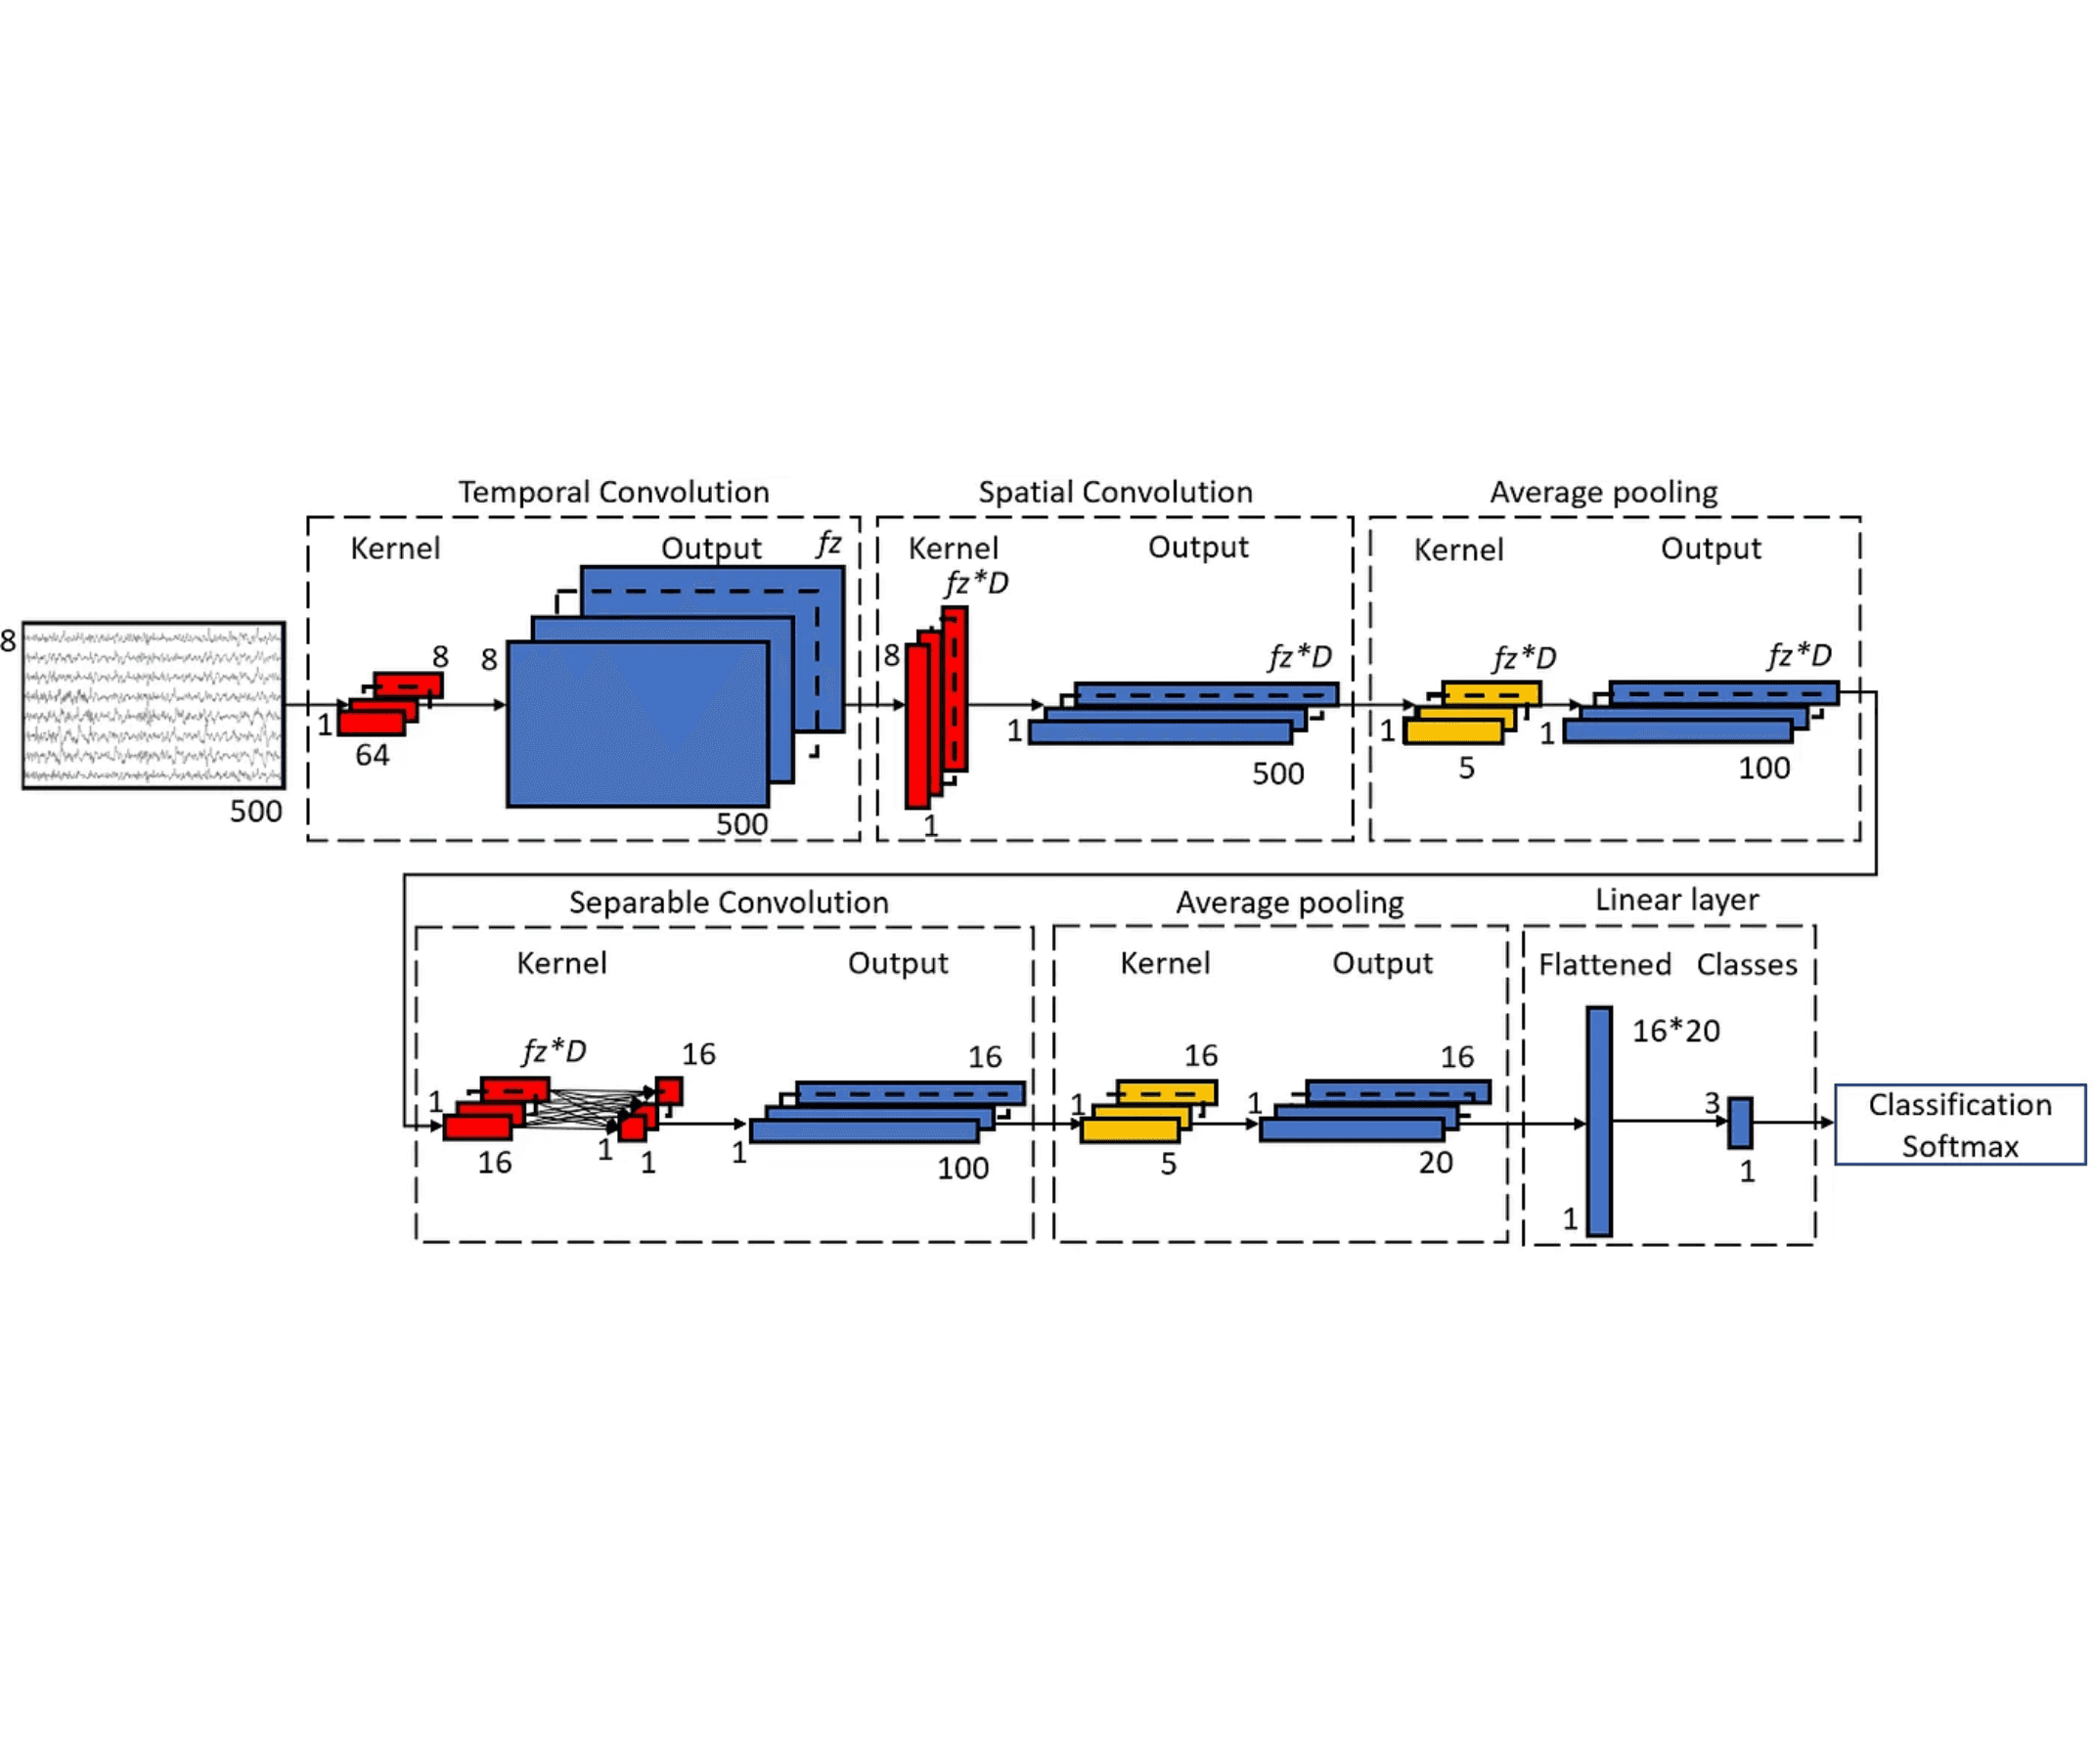 Temporal Convolution
Spatial Convolution
Average pooling
Kernel
Output
fz
Kernel
fz*D
Output
Kernel
Output
8
500
8
1
64
8
500
8
1
fz*D
1
500
fz*D
1
5
fz*D
1
100
Separable Convolution
Average pooling
Linear layer
Kernel
Output
Kernel
Output
Flattened
Classes
fz*D
1
16
16
1
1
16
1
100
16
1
5
16
1
20
16*20
1
3
1
Classification
Softmax